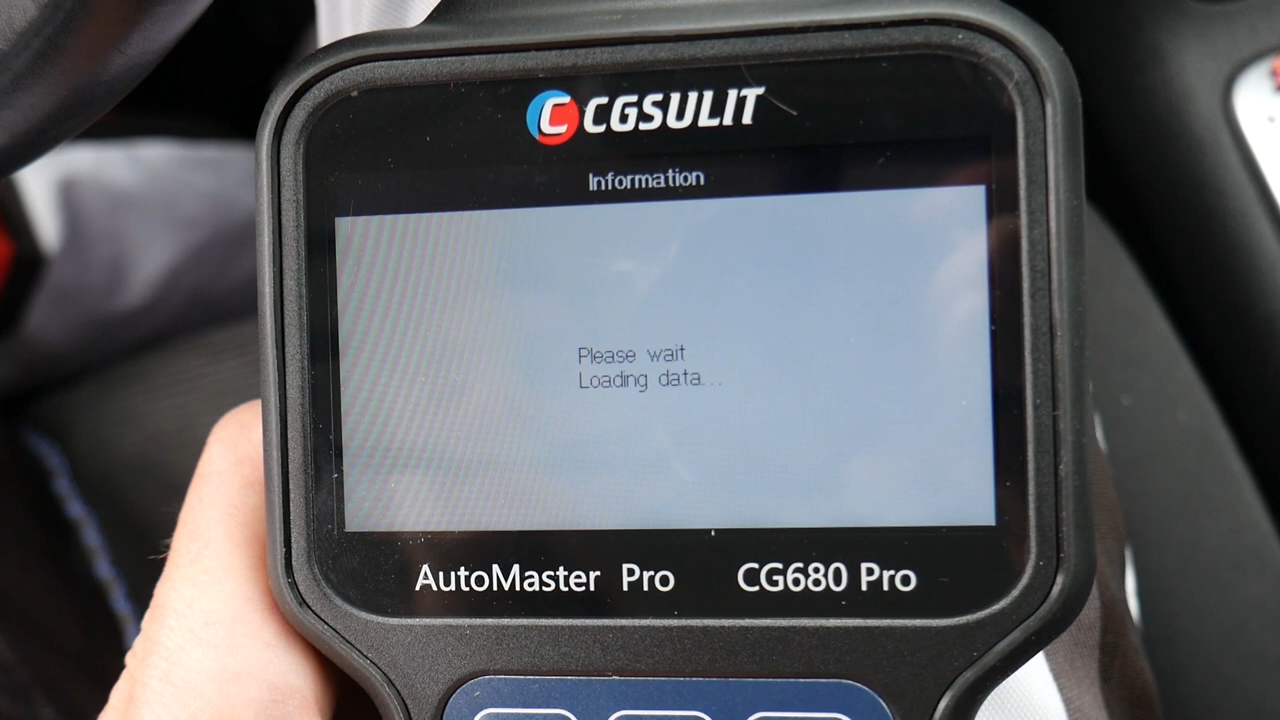 CGSULIT
Information
Please wait
Loading data...
AutoMaster Pro CG680 Pro